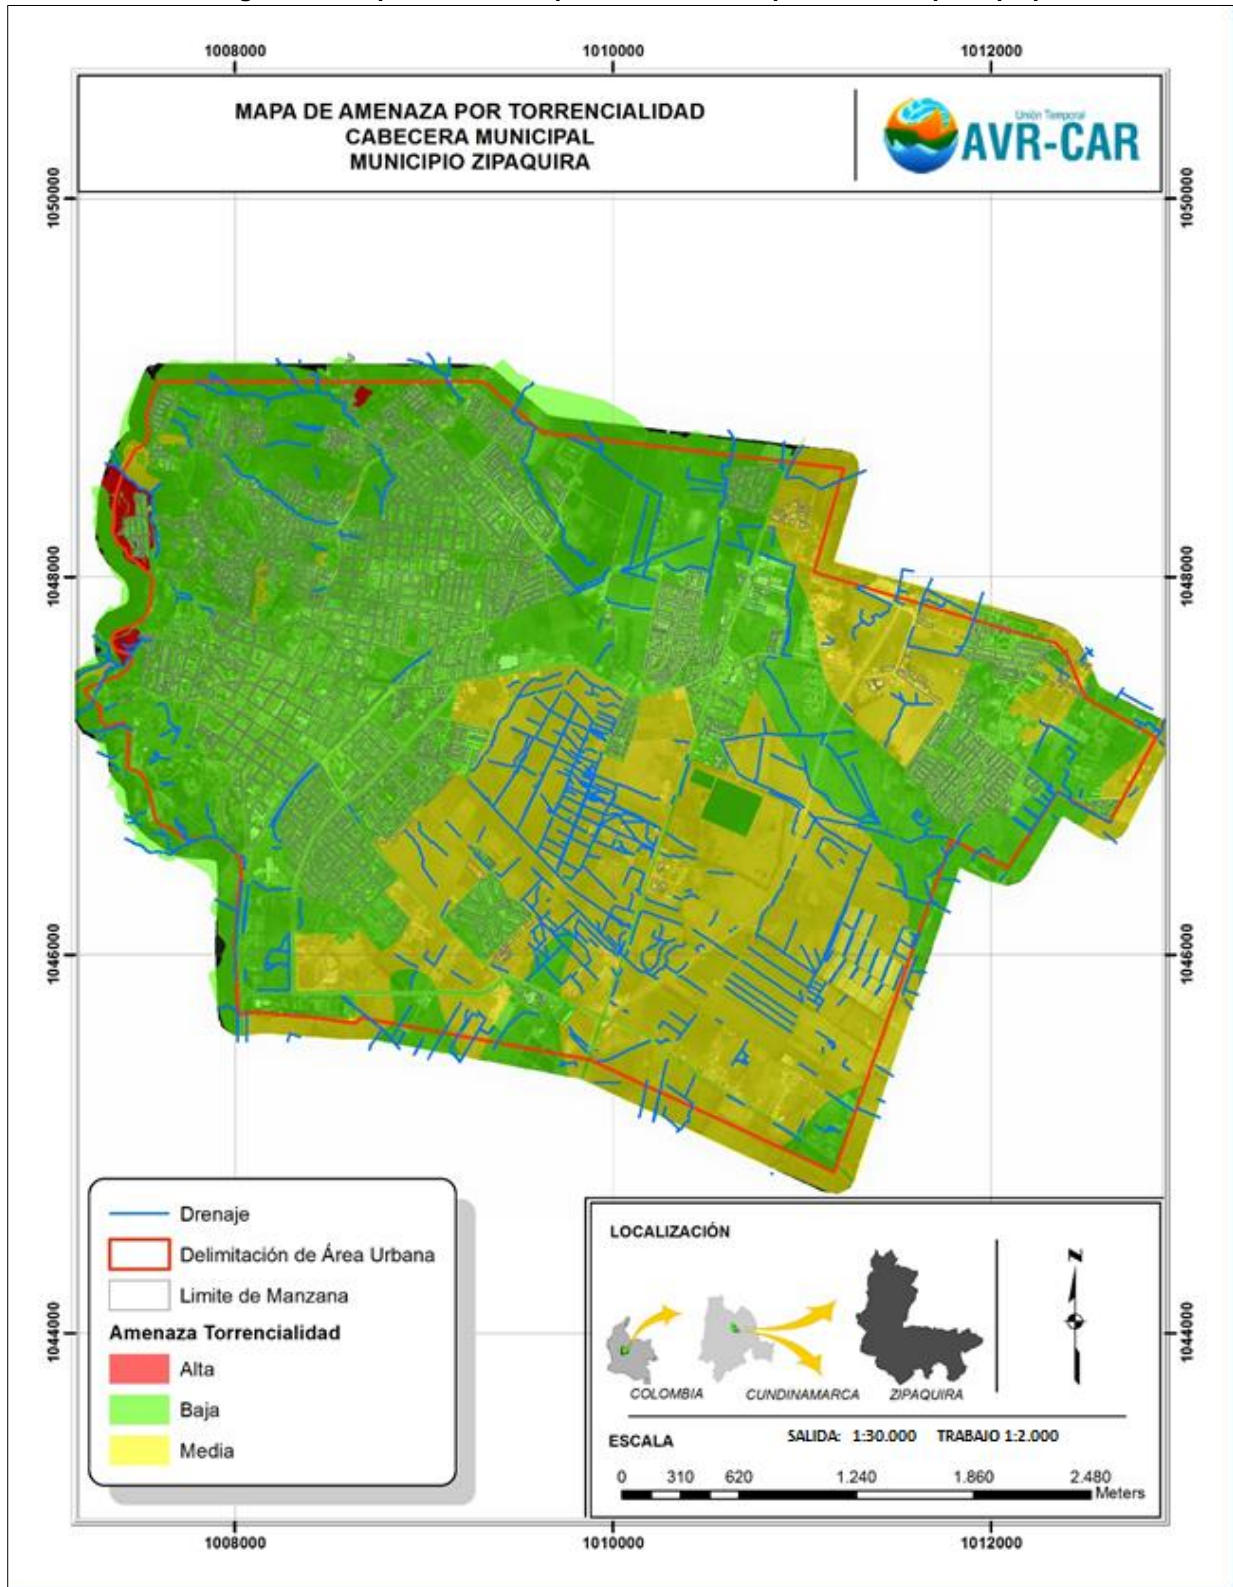 1008000
1010000
1012000
MAPA DE AMENAZA POR TORRENCIALIDAD
CABECERA MUNICIPAL
MUNICIPIO ZIPAQUIRA
Unión Temporal
AVR-CAR
1050000
1050000
1048000
1048000
1046000
1046000
1044000
1044000
Drenaje
Delimitación de Área Urbana
Limite de Manzana
Amenaza Torrencialidad
Alta
Baja
Media
LOCALIZACIÓN
N
COLOMBIA
CUNDINAMARCA
ZIPAQUIRA
ESCALA
SALIDA: 1:30.000 TRABAJO 1:2.000
0 310 620 1.240 1.860 2.480
Meters
1008000
1010000
1012000